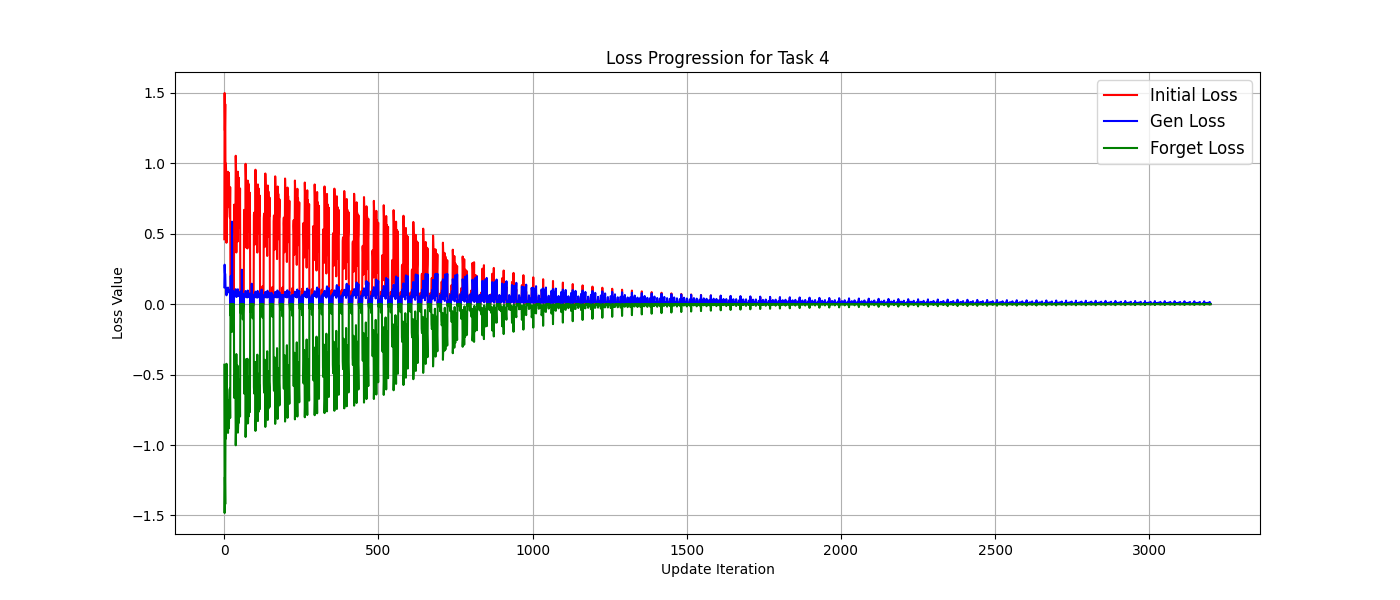 Loss Progression for Task 4
Initial Loss
Gen Loss
Forget Loss
Loss Value
1.5
1.0
0.5
0.0
−0.5
−1.0
−1.5
0
500
1000
1500
2000
2500
3000
Update Iteration